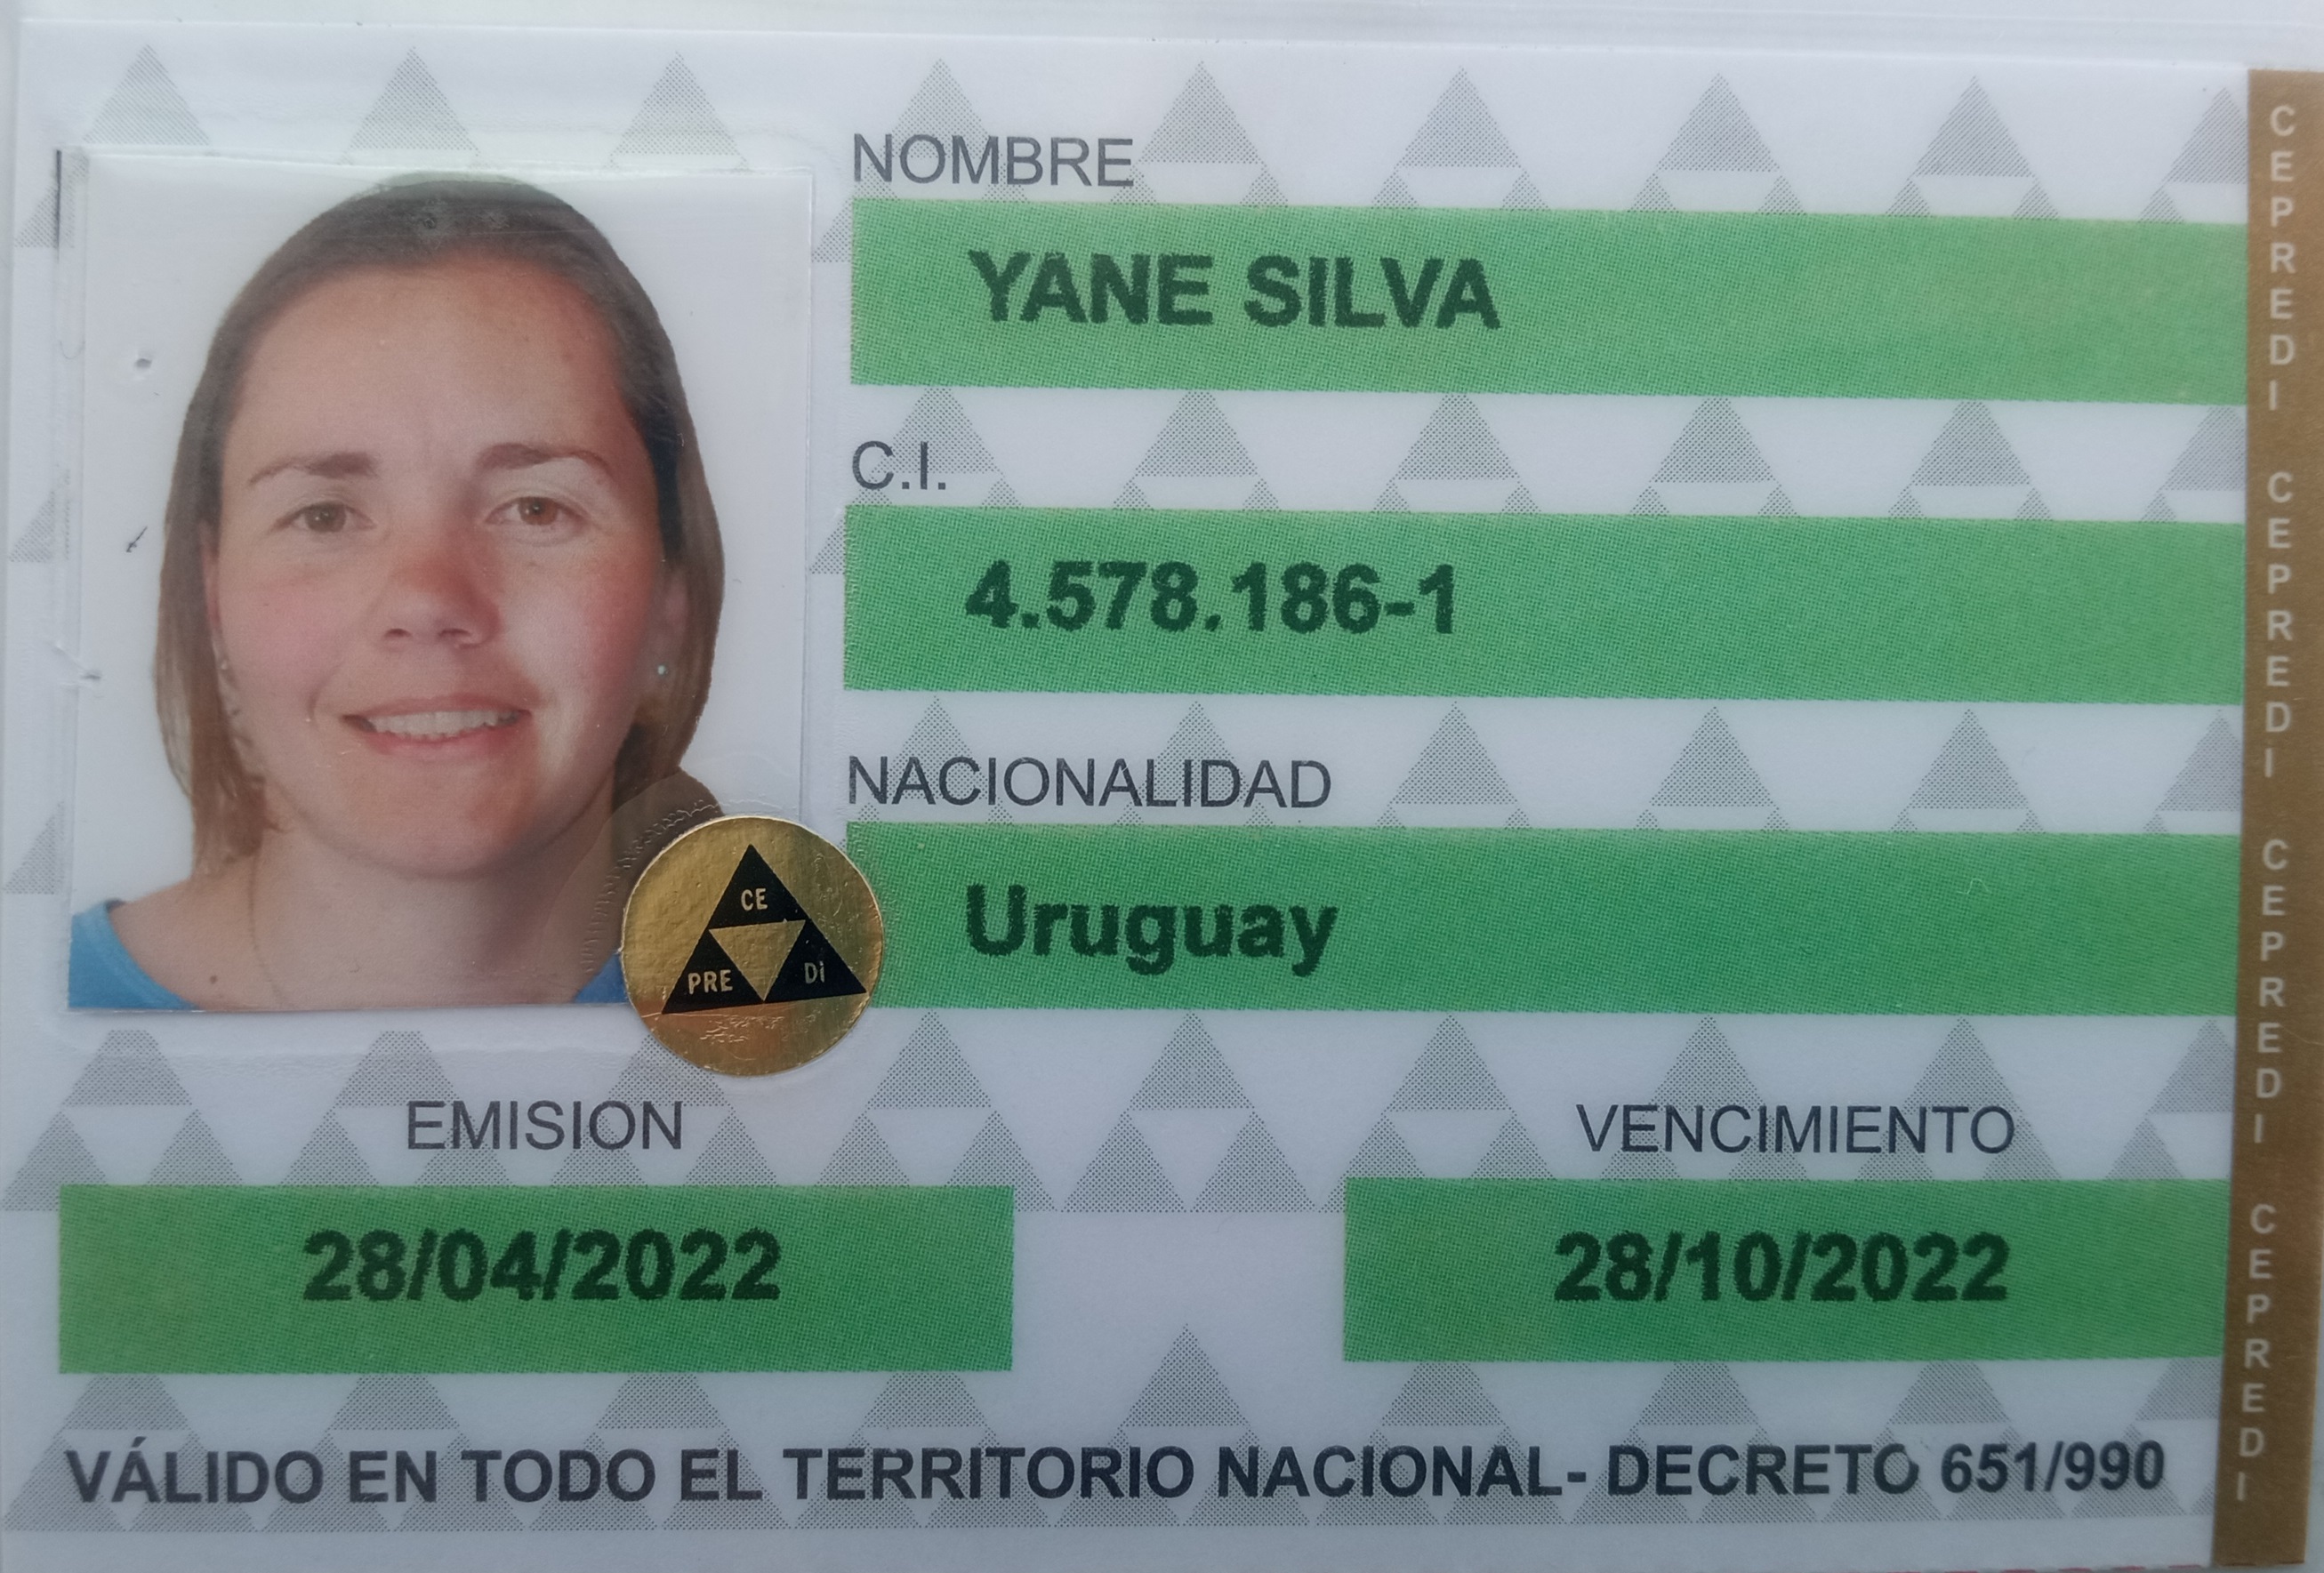 NOMBRE
YANE SILVA
C.I.
4.578.186-1
NACIONALIDAD
Uruguay
CE
PRE DI
EMISION
28/04/2022
VENCIMIENTO
28/10/2022
VÁLIDO EN TODO EL TERRITORIO NACIONAL- DECRETO 651/990
CEPREDI CEPREDI CEPREDI CEPREDI